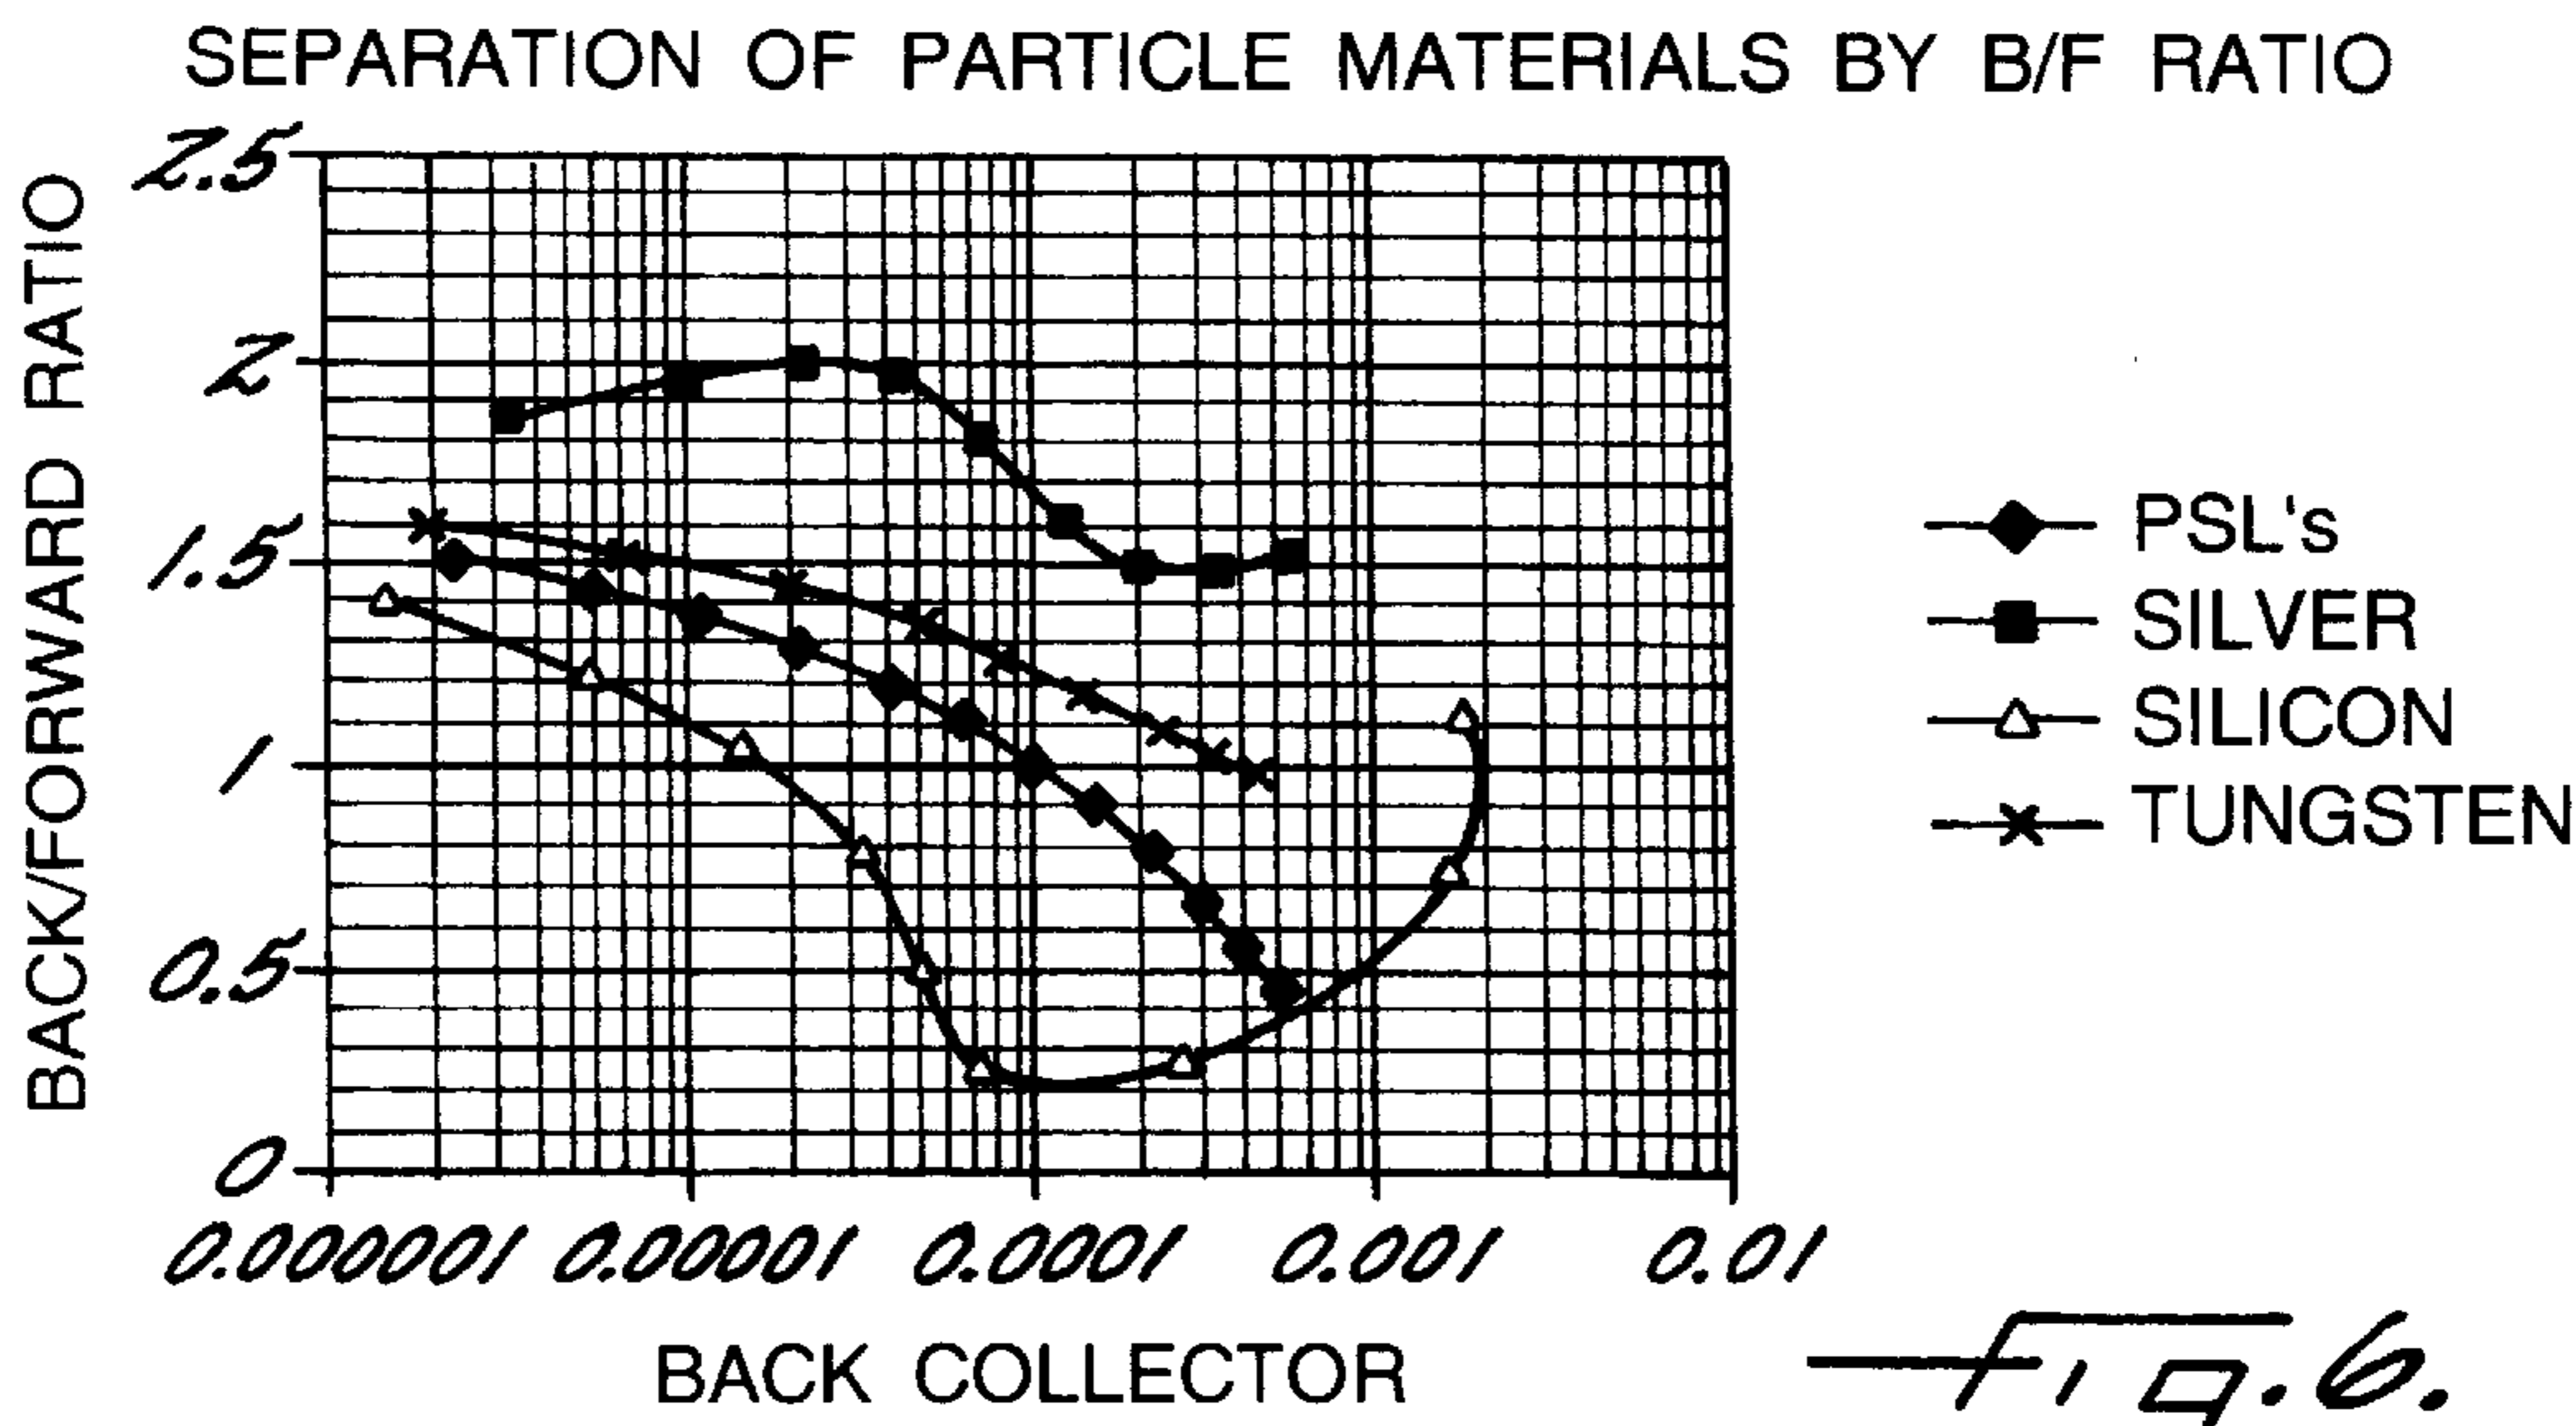 SEPARATION OF PARTICLE MATERIALS BY B/F RATIO
BACK/FORWARD RATIO
2.5
2
1.5
1
0.5
0
0.000001 0.00001 0.0001 0.001 0.01
BACK COLLECTOR
PSL's
SILVER
SILICON
TUNGSTEN
Fig. 6.